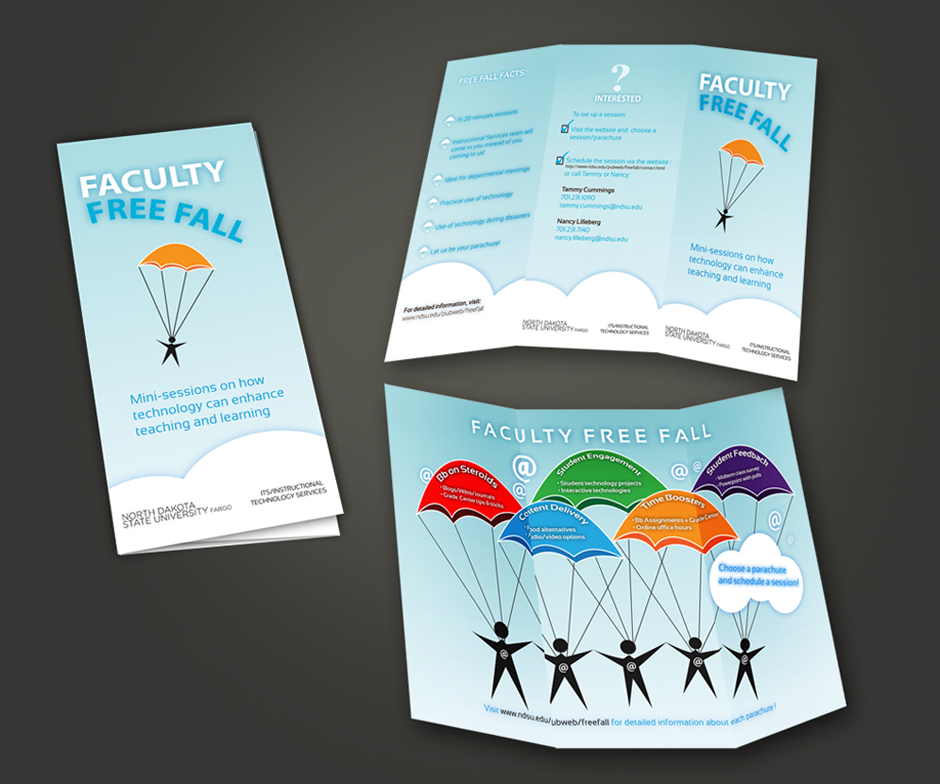 FACULTY
FREE FALL
Mini-sessions on how
technology can enhance
teaching and learning
NORTH DAKOTA
STATE UNIVERSITY FARGO
ITS/INSTRUCTIONAL
TECHNOLOGY SERVICES
FREE FALL FACTS:
15-20 minutes sessions
Instructional Services team will
come to you instead of you
coming to us!
Ideal for departmental meetings
Practical use of technology
Use of technology during disasters
Let us be your parachute!
For detailed information, visit:
www.ndsu.edu/pubweb/freefall
?
INTERESTED
To set up a session:
Visit the website and choose a
session/parachute
Schedule the session via the website:
http://www.ndsu.edu/pubweb/freefall/contact.html
or call Tammy or Nancy:
Tammy Cummings
701.231.1090
tammy.cummings@ndsu.edu
Nancy Lilleberg
701.231.7140
nancy.lilleberg@ndsu.edu
NORTH DAKOTA
STATE UNIVERSITY FARGO
ITS/INSTRUCTIONAL
TECHNOLOGY SERVICES
FACULTY
FREE FALL
Mini-sessions on how
technology can enhance
teaching and learning
NORTH DAKOTA
STATE UNIVERSITY FARGO
ITS/INSTRUCTIONAL
TECHNOLOGY SERVICES
FACULTY FREE FALL
@ @ @ @ @ @
Bb on Steroids
• Blogs/Wikis/Journals
• Grade Center tips & tricks
Student Engagement
• Student technology projects
• Interactive technologies
Student Feedback
• Midterm class survey
• Powerpoint with polls
Content Delivery
ood alternatives
dio/video options
Time Boosters
• Bb Assignments + Grade Center
• Online office hours
Choose a parachute
and schedule a session!
@ @ @ @ @
Visit www.ndsu.edu/ubweb/freefall for detailed information about each parachute!